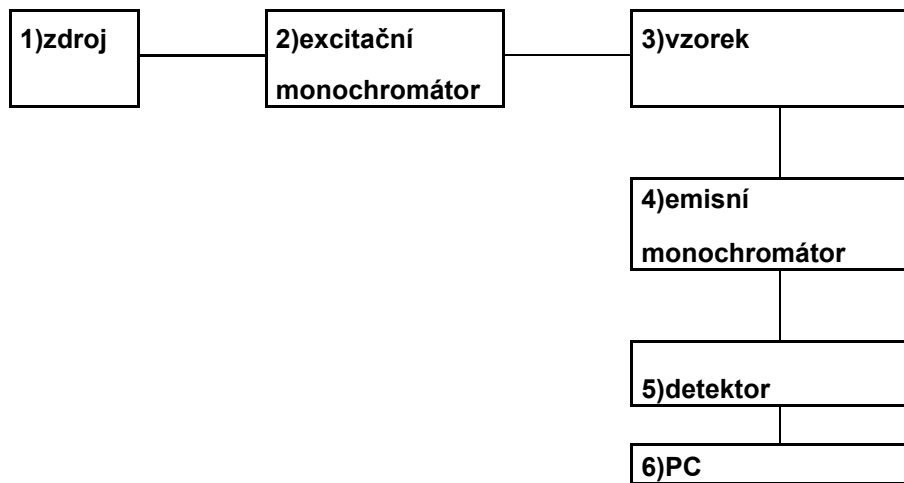 1)zdroj
2)excitační
monochromátor
3)vzorek
4)emisní
monochromátor
5)detektor
6)PC